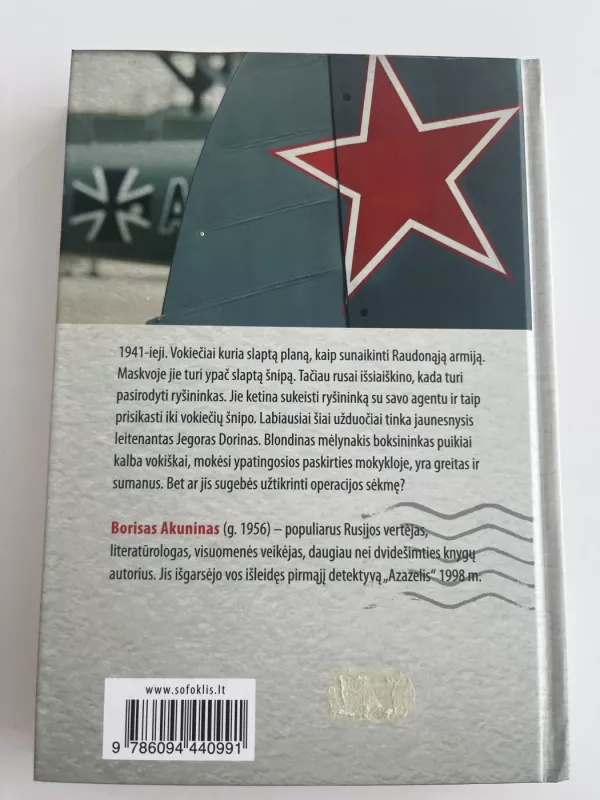 A
1941-ieji. Vokiečiai kuria slaptą planą, kaip sunaikinti Raudonąją armiją.
Maskvoje jie turi ypač slaptą šnipą. Tačiau rusai išsiaiškino, kada turi
pasirodyti ryšininkas. Jie ketina sukeisti ryšininką su savo agentu ir taip
prisikasti iki vokiečių šnipo. Labiausiai šiai užduočiai tinka jaunesnysis
leitenantas Jegoras Dorinas. Blondinas mėlynakis boksininkas puikiai
kalba vokiškai, mokėsi ypatingosios paskirties mokykloje, yra greitas ir
sumanus. Bet ar jis sugebės užtikrinti operacijos sėkmę?
Borisas Akuninas (g. 1956) – populiarus Rusijos vertėjas,
literatūrologas, visuomenės veikėjas, daugiau nei dvidešimties knygų
autorius. Jis išgarsėjo vos išleidęs pirmąjį detektyvą „Azazelis“ 1998 m.
www.sofoklis.lt
9 786094 440991